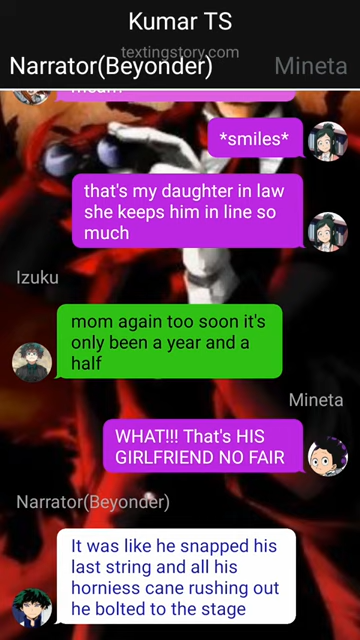 Kumar TS
textingstory.com
Narrator(Beyonder)
Mineta
*smiles*
that's my daughter in law
she keeps him in line so
much
Izuku
mom again too soon it's
only been a year and a
half
Mineta
WHAT!!! That's HIS
GIRLFRIEND NO FAIR
Narrator(Beyonder)
It was like he snapped his
last string and all his
horniess cane rushing out
he bolted to the stage